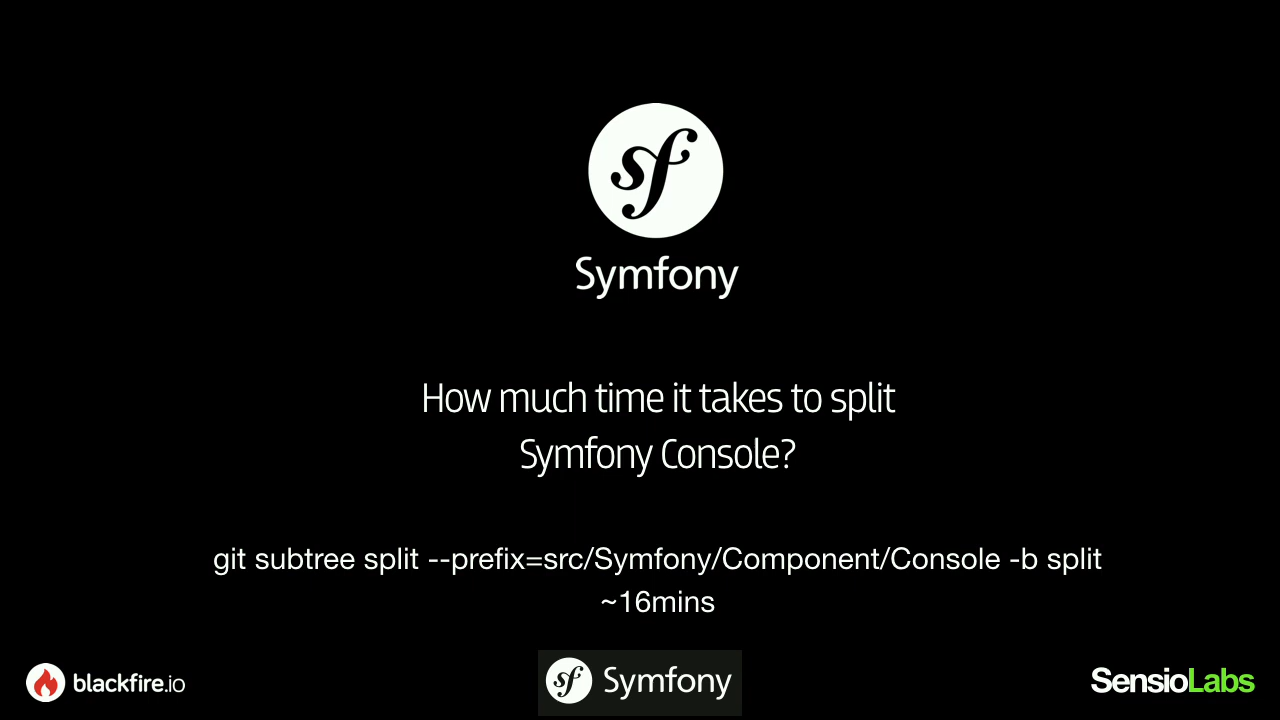 sf
Symfony
How much time it takes to split
Symfony Console?
git subtree split --prefix=src/Symfony/Component/Console -b split
~16mins
blackfire.io
sf Symfony
SensioLabs